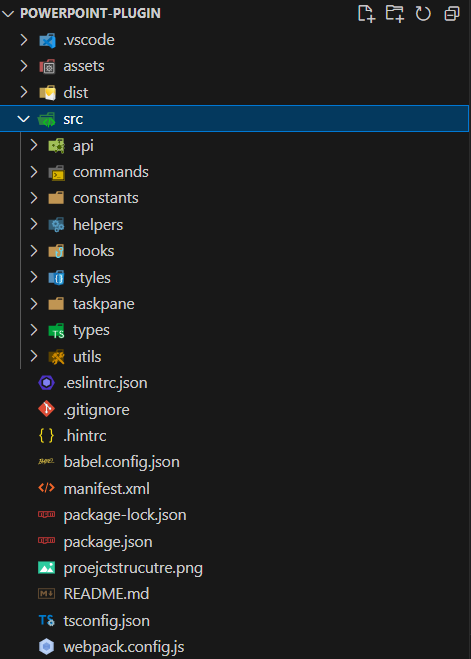 POWERPOINT-PLUGIN
.vscode
assets
dist
src
api
commands
constants
helpers
hooks
styles
taskpane
types
utils
.eslintrc.json
.gitignore
{ } .hintrc
babel.config.json
manifest.xml
package-lock.json
package.json
proejctstrucutre.png
README.md
TS tsconfig.json
webpack.config.js